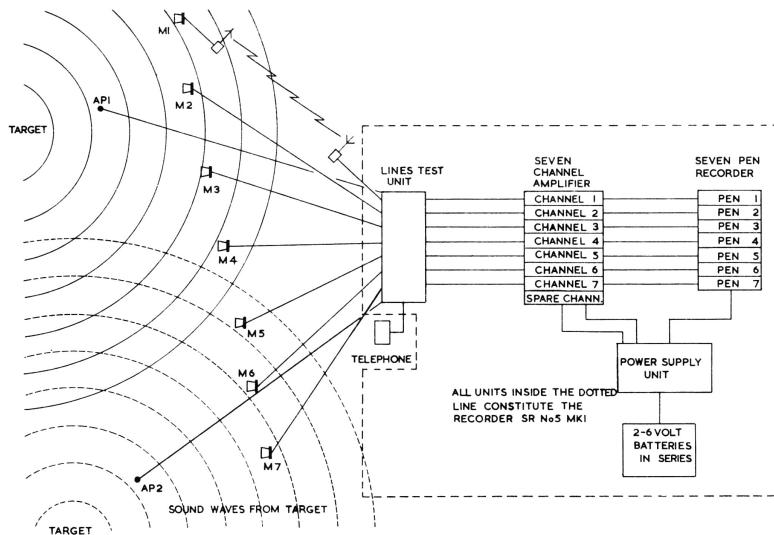 M1
AP1
M2
TARGET
M3
M4
M5
M6
M7
AP2
SOUND WAVES FROM TARGET
TARGET
LINES TEST
UNIT
TELEPHONE
SEVEN
CHANNEL
AMPLIFIER
CHANNEL 1
CHANNEL 2
CHANNEL 3
CHANNEL 4
CHANNEL 5
CHANNEL 6
CHANNEL 7
SPARE CHANN.
SEVEN PEN
RECORDER
PEN 1
PEN 2
PEN 3
PEN 4
PEN 5
PEN 6
PEN 7
POWER SUPPLY
UNIT
ALL UNITS INSIDE THE DOTTED
LINE CONSTITUTE THE
RECORDER SR No5 MK1
2-6 VOLT
BATTERIES
IN SERIES